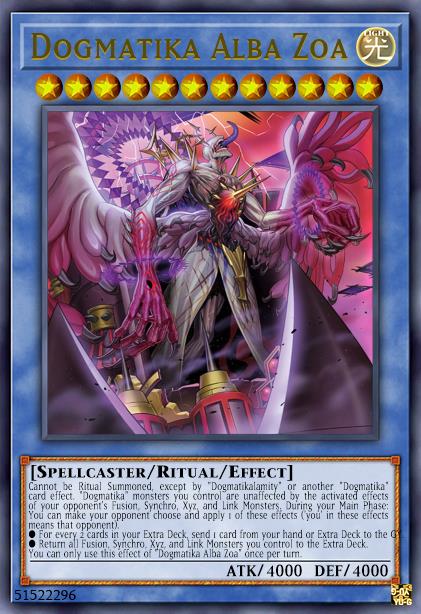 DOGMATIKA ALBA ZOA
LIGHT
光
[SPELLCASTER/RITUAL/EFFECT]
Cannot be Ritual Summoned, except by "Dogmatikalamity" or another "Dogmatika"
card effect. "Dogmatika" monsters you control are unaffected by the activated effects
of your opponent's Fusion, Synchro, Xyz, and Link Monsters, During your Main Phase:
You can make your opponent choose and apply 1 of these effects ('you' in these effects
means that opponent).
● For every 2 cards in your Extra Deck, send 1 card from your hand or Extra Deck to the
● Return all Fusion, Synchro, Xyz, and Link Monsters you control to the Extra Deck.
You can only use this effect of "Dogmatika Alba Zoa" once per turn.
ATK/4000 DEF/4000
51522296